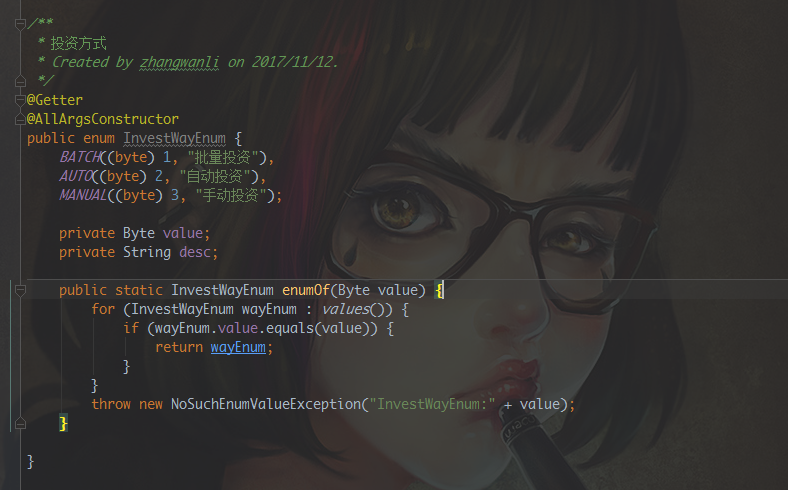 /**
 * 投资方式
 * Created by zhangwanli on 2017/11/12.
 */
@Getter
@AllArgsConstructor
public enum InvestWayEnum {
    BATCH((byte) 1, "批量投资"),
    AUTO((byte) 2, "自动投资"),
    MANUAL((byte) 3, "手动投资");

    private Byte value;
    private String desc;

    public static InvestWayEnum enumOf(Byte value) {
        for (InvestWayEnum wayEnum : values()) {
            if (wayEnum.value.equals(value)) {
                return wayEnum;
            }
        }
        throw new NoSuchEnumValueException("InvestWayEnum:" + value);
    }

}